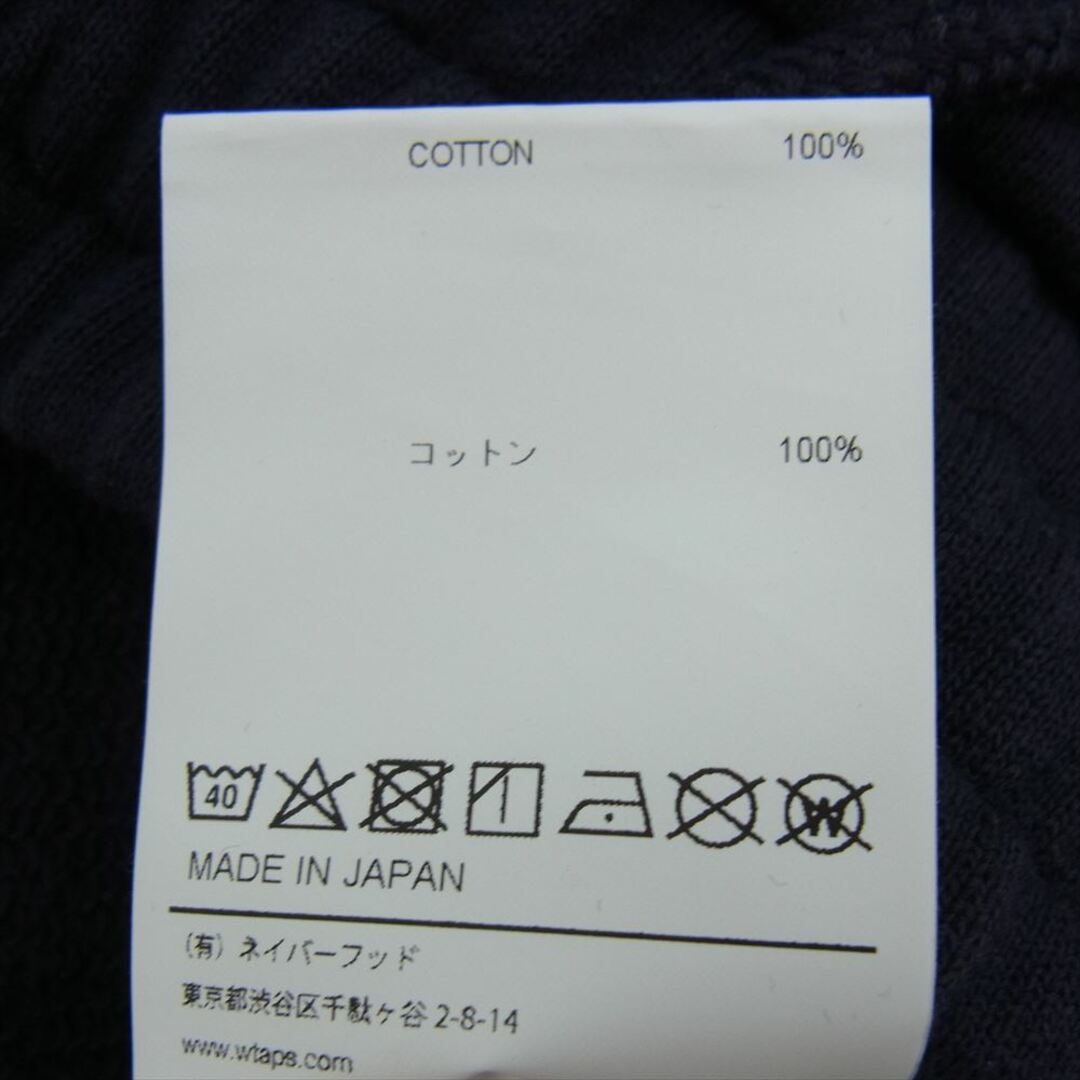 COTTON 100%
コットン 100%
40 W
MADE IN JAPAN
(有) ネイバーフッド
東京都渋谷区千駄ヶ谷 2-8-14
www.wtaps.com